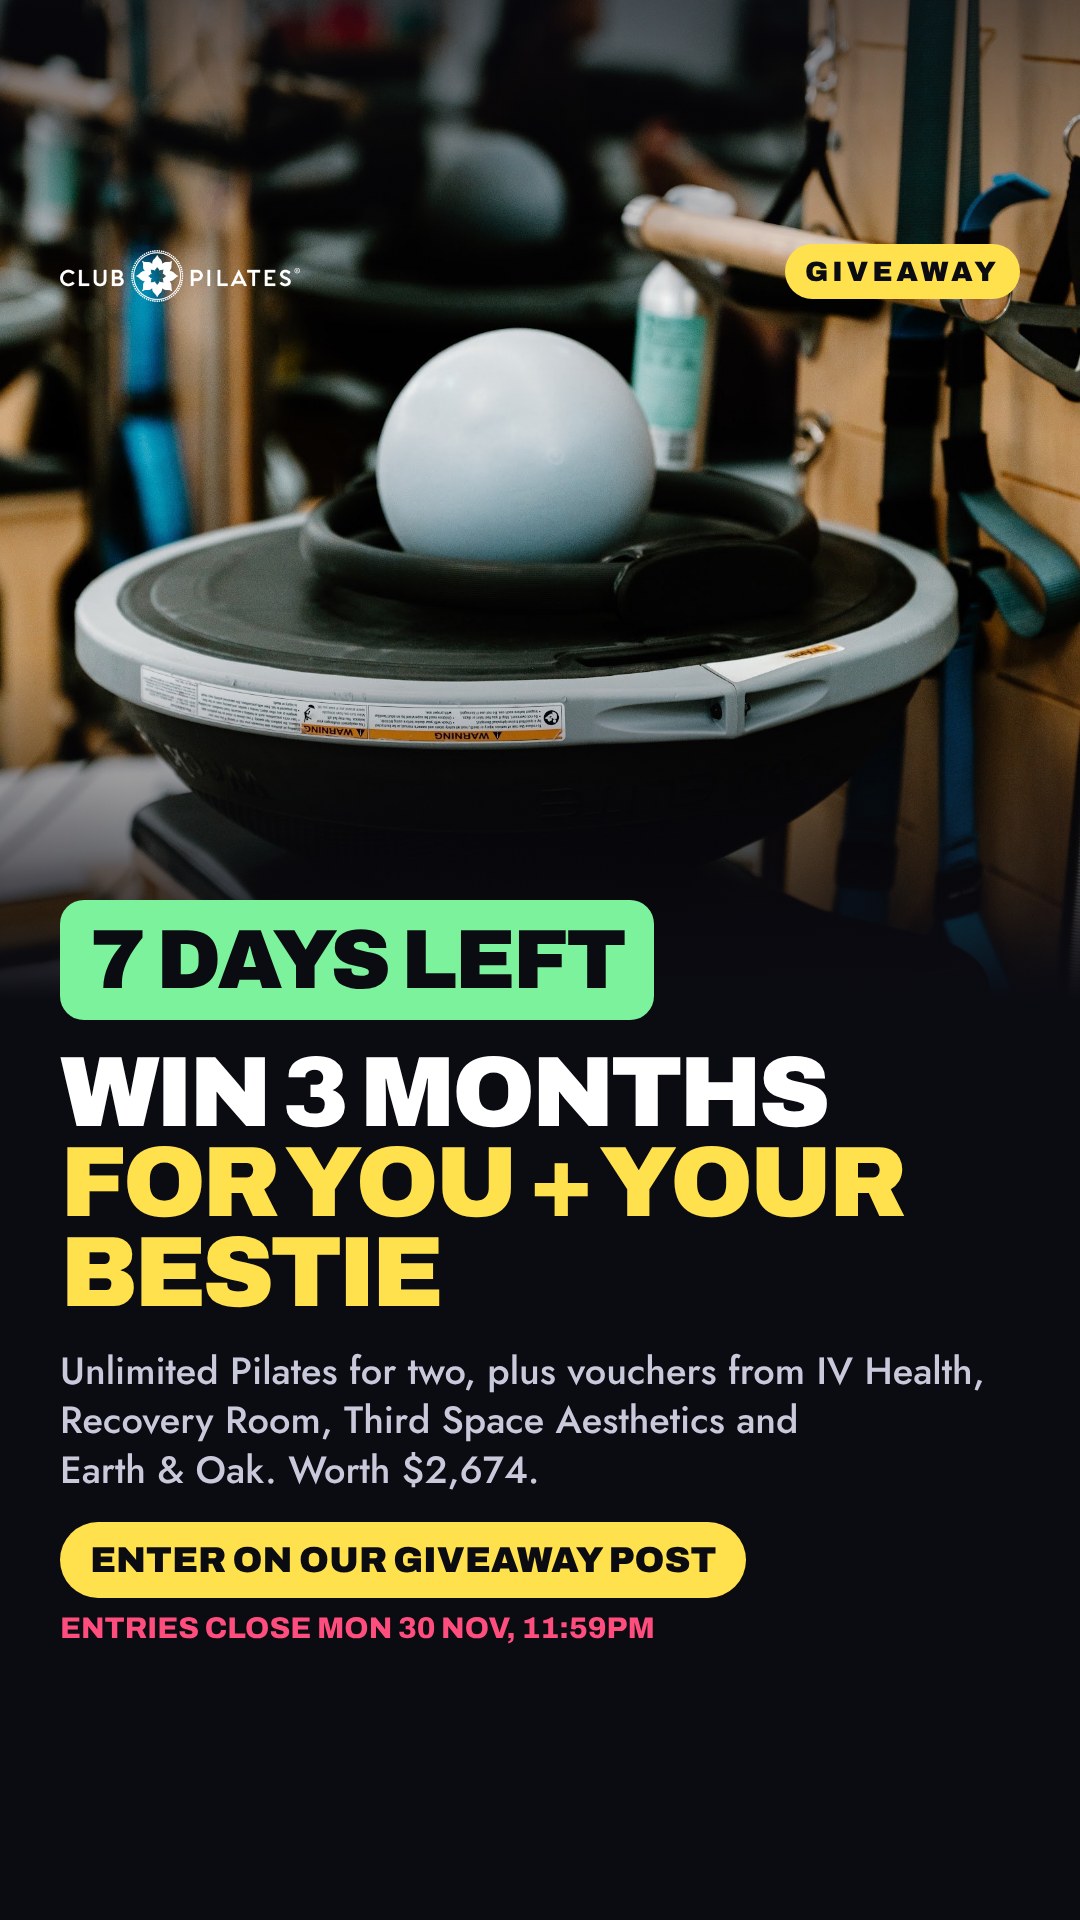 CLUB PILATES®
GIVEAWAY
WARNING
WARNING
7 DAYS LEFT
WIN 3 MONTHS
FOR YOU + YOUR
BESTIE
Unlimited Pilates for two, plus vouchers from IV Health,
Recovery Room, Third Space Aesthetics and
Earth & Oak. Worth $2,674.
ENTER ON OUR GIVEAWAY POST
ENTRIES CLOSE MON 30 NOV, 11:59PM